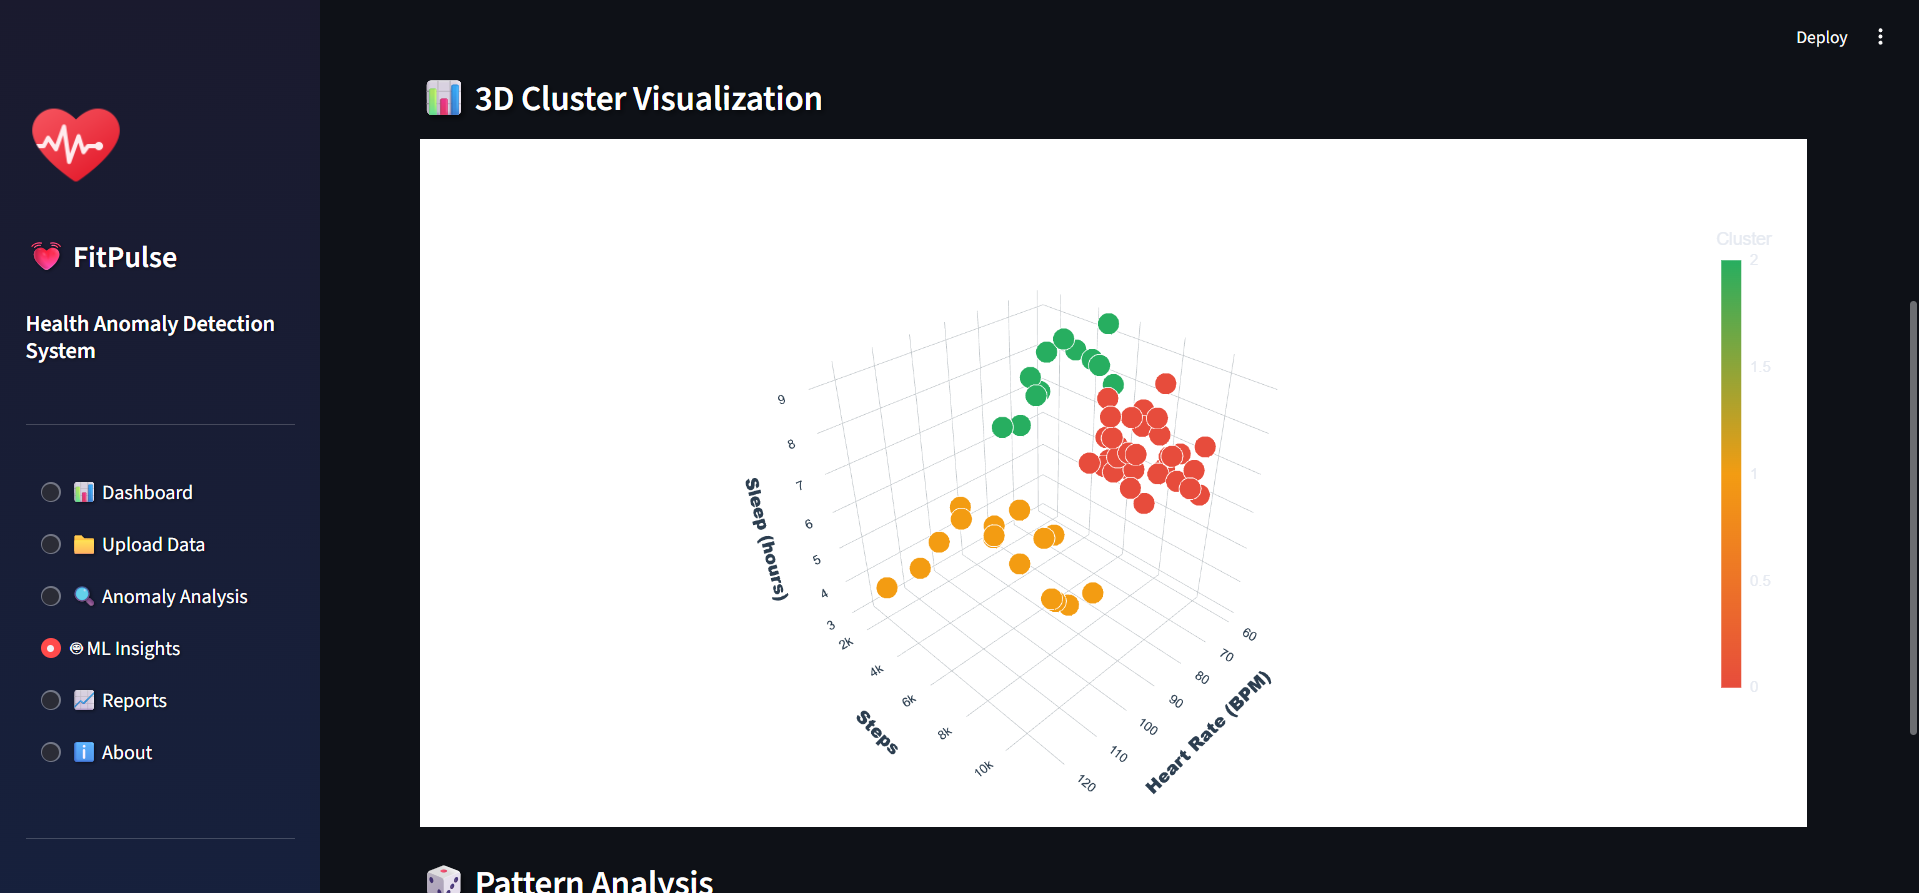 Deploy
FitPulse
Health Anomaly Detection
System
Dashboard
Upload Data
Anomaly Analysis
ML Insights
Reports
About
3D Cluster Visualization
Cluster
2
1.5
1
0.5
0
9
8
7
6
5
4
3
Sleep (hours)
2k
4k
6k
8k
10k
Steps
60
70
80
90
100
110
120
Heart Rate (BPM)
Pattern Analysis